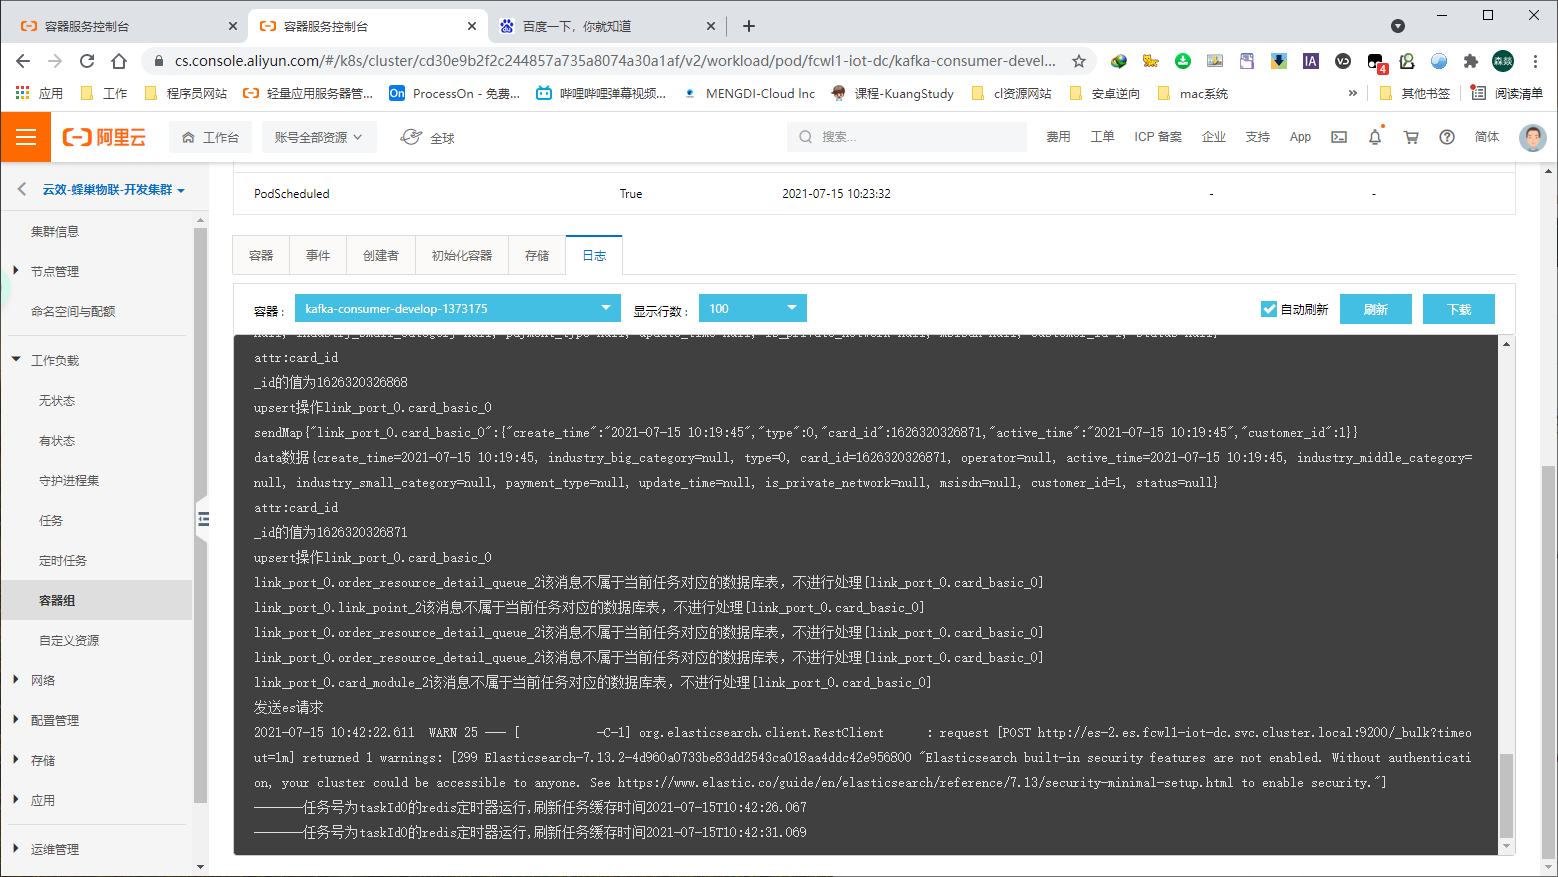 容器服务控制台
容器服务控制台
百度一下，你就知道
cs.console.aliyun.com/#/k8s/cluster/cd30e9b2f2c244857a735a8074a30a1af/v2/workload/pod/fcwl1-iot-dc/kafka-consumer-devel...
IA
4
森燚
应用
工作
程序员网站
轻量应用服务器管...
On ProcessOn - 免费...
哔哩哔哩弹幕视频...
MENGDI-Cloud Inc
课程-KuangStudy
cl资源网站
安卓逆向
mac系统
»
其他书签
阅读清单
阿里云
工作台
账号全部资源
全球
搜索...
费用
工单
ICP 备案
企业
支持
App
简体
云效-蜂巢物联-开发集群
集群信息
节点管理
命名空间与配额
工作负载
无状态
有状态
守护进程集
任务
定时任务
容器组
自定义资源
网络
配置管理
存储
应用
运维管理
PodScheduled True 2021-07-15 10:23:32 - -
容器 事件 创建者 初始化容器 存储 日志
容器： kafka-consumer-develop-1373175 显示行数： 100 自动刷新 刷新 下载
null, industry_small_category=null, payment_type=null, update_time=null, is_private_network=null, msisdn=null, customer_id=1, status=null}
attr:card_id
_id的值为1626320326868
upsert操作link_port_0.card_basic_0
sendMap{"link_port_0.card_basic_0":{"create_time":"2021-07-15 10:19:45","type":0,"card_id":1626320326871,"active_time":"2021-07-15 10:19:45","customer_id":1}}
data数据{create_time=2021-07-15 10:19:45, industry_big_category=null, type=0, card_id=1626320326871, operator=null, active_time=2021-07-15 10:19:45, industry_middle_category=
null, industry_small_category=null, payment_type=null, update_time=null, is_private_network=null, msisdn=null, customer_id=1, status=null}
attr:card_id
_id的值为1626320326871
upsert操作link_port_0.card_basic_0
link_port_0.order_resource_detail_queue_2该消息不属于当前任务对应的数据库表，不进行处理[link_port_0.card_basic_0]
link_port_0.link_point_2该消息不属于当前任务对应的数据库表，不进行处理[link_port_0.card_basic_0]
link_port_0.order_resource_detail_queue_2该消息不属于当前任务对应的数据库表，不进行处理[link_port_0.card_basic_0]
link_port_0.order_resource_detail_queue_2该消息不属于当前任务对应的数据库表，不进行处理[link_port_0.card_basic_0]
link_port_0.card_module_2该消息不属于当前任务对应的数据库表，不进行处理[link_port_0.card_basic_0]
发送es请求
2021-07-15 10:42:22.611 WARN 25 --- [ -C-1] org.elasticsearch.client.RestClient : request [POST http://es-2.es.fcwl1-iot-dc.svc.cluster.local:9200/_bulk?timeo
ut=1m] returned 1 warnings: [299 Elasticsearch-7.13.2-4d960a0733be83dd2543ca018aa4ddc42e956800 "Elasticsearch built-in security features are not enabled. Without authenticati
on, your cluster could be accessible to anyone. See https://www.elastic.co/guide/en/elasticsearch/reference/7.13/security-minimal-setup.html to enable security."]
-------任务号为taskId0的redis定时器运行,刷新任务缓存时间2021-07-15T10:42:26.067
-------任务号为taskId0的redis定时器运行,刷新任务缓存时间2021-07-15T10:42:31.069